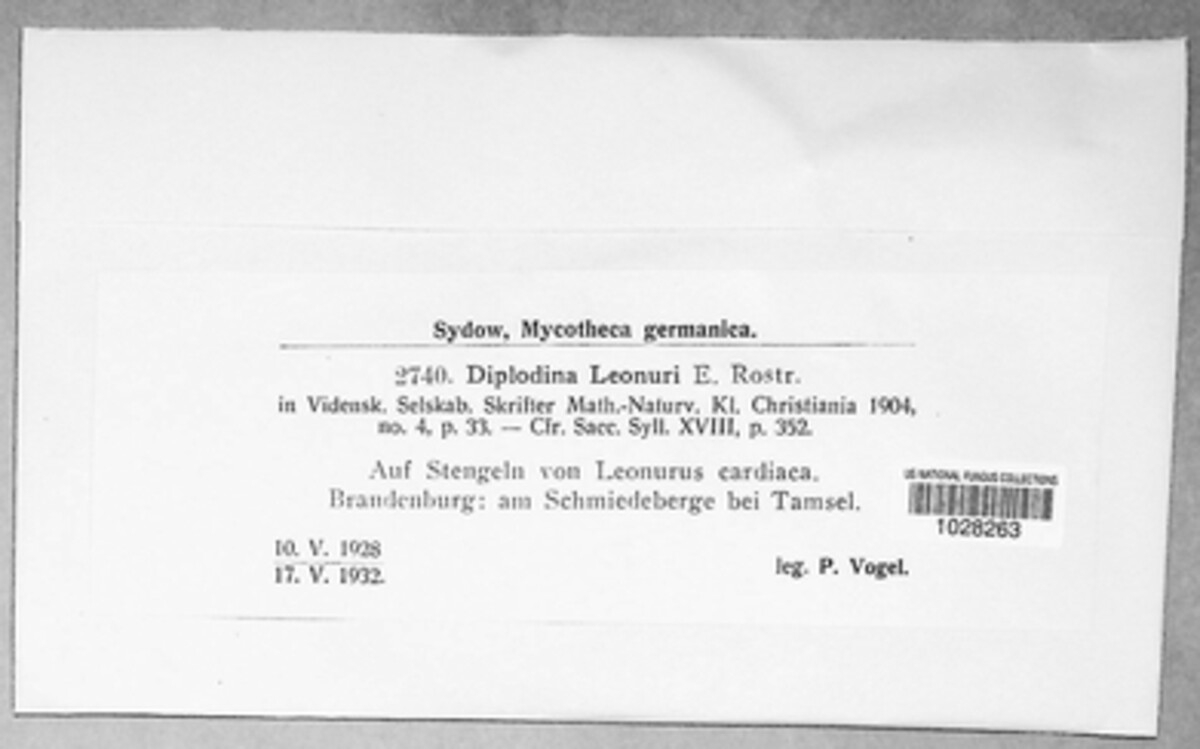 Sydow, Mycotheca germanica.
2740. Diplodina Leonuri E. Rostr.
in Vidensk. Selskab. Skrifter Math.-Naturv. Kl. Christiania 1904,
no. 4, p. 33. — Cfr. Sacc. Syll. XVIII, p. 352.
Auf Stengeln von Leonurus cardiaca.
Brandenburg: am Schmiedeberge bei Tamsel.
US NATIONAL FUNGUS COLLECTIONS
1028263
10. V. 1928
17. V. 1932.
leg. P. Vogel.